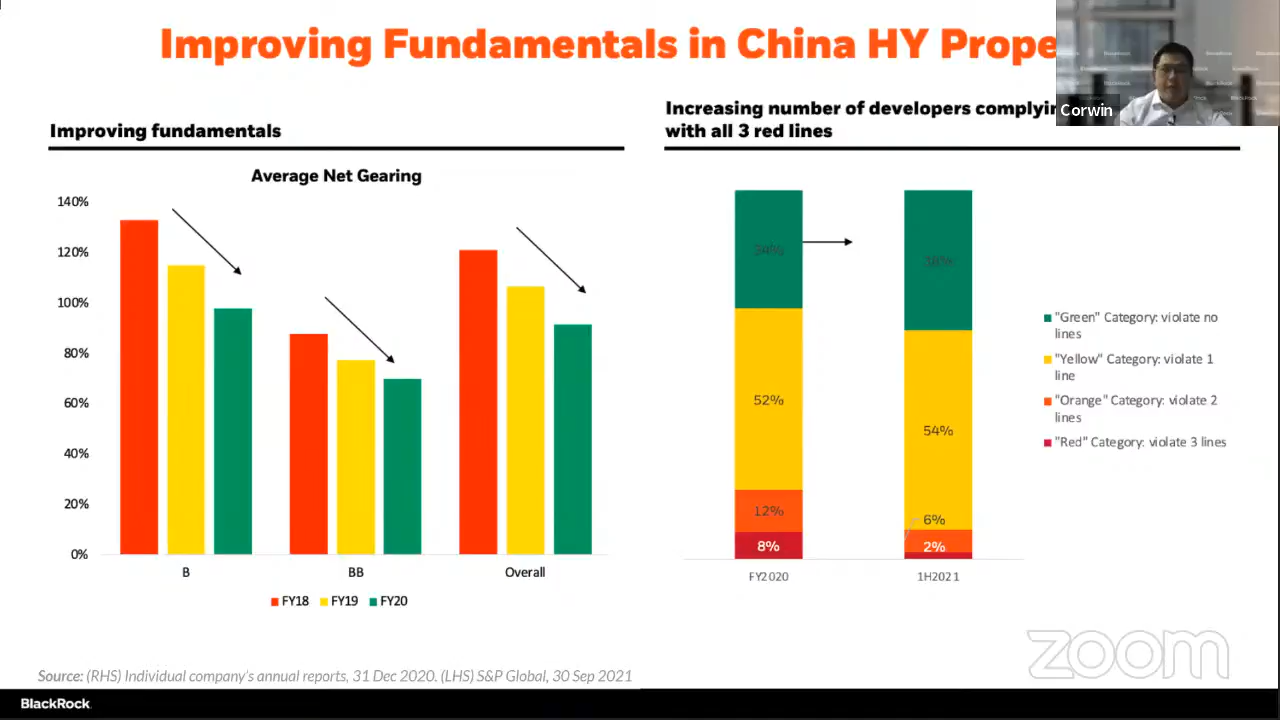 Improving Fundamentals in China HY Prope
Corwin
Improving fundamentals
Increasing number of developers complyin
with all 3 red lines
Average Net Gearing
140%
120%
100%
80%
60%
40%
20%
0%
B
BB
Overall
FY18
FY19
FY20
34%
52%
12%
8%
38%
54%
6%
2%
FY2020
1H2021
"Green" Category: violate no
lines
"Yellow" Category: violate 1
line
"Orange" Category: violate 2
lines
"Red" Category: violate 3 lines
Source: (RHS) Individual company's annual reports, 31 Dec 2020. (LHS) S&P Global, 30 Sep 2021
zoom
BlackRock